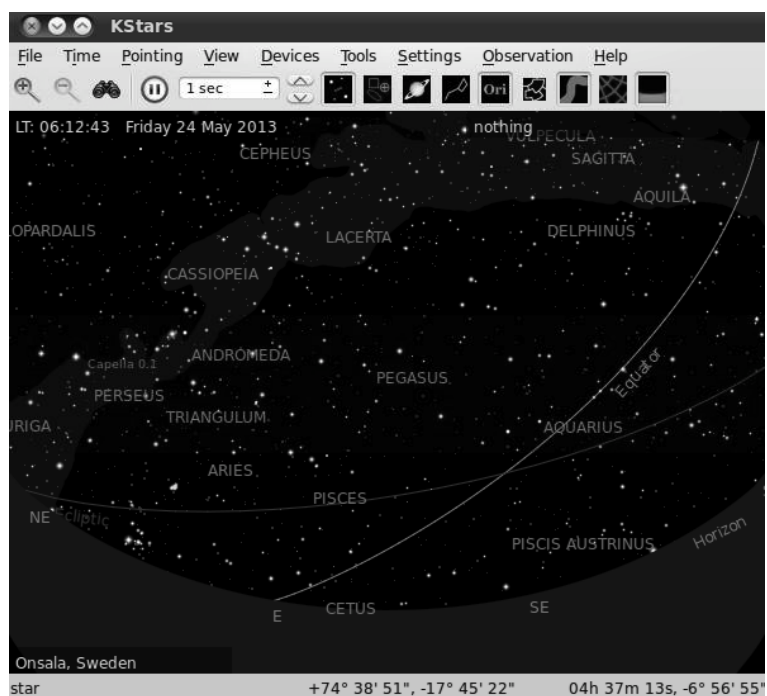 KStars
File Time Pointing View Devices Tools Settings Observation Help
1 sec Ori
LT: 06:12:43 Friday 24 May 2013 nothing
VULPECULA
CEPHEUS SAGITTA
AQUILA
LOPARDALIS LACERTA DELPHINUS
CASSIOPEIA
ANDROMEDA
Capella 0.1 PEGASUS Equator
PERSEUS
TRIANGULUM
URIGA AQUARIUS
ARIES
PISCES
NE Ecliptic
PISCIS AUSTRINUS Horizon
E CETUS SE
Onsala, Sweden
star +74° 38' 51", -17° 45' 22" 04h 37m 13s, -6° 56' 55"